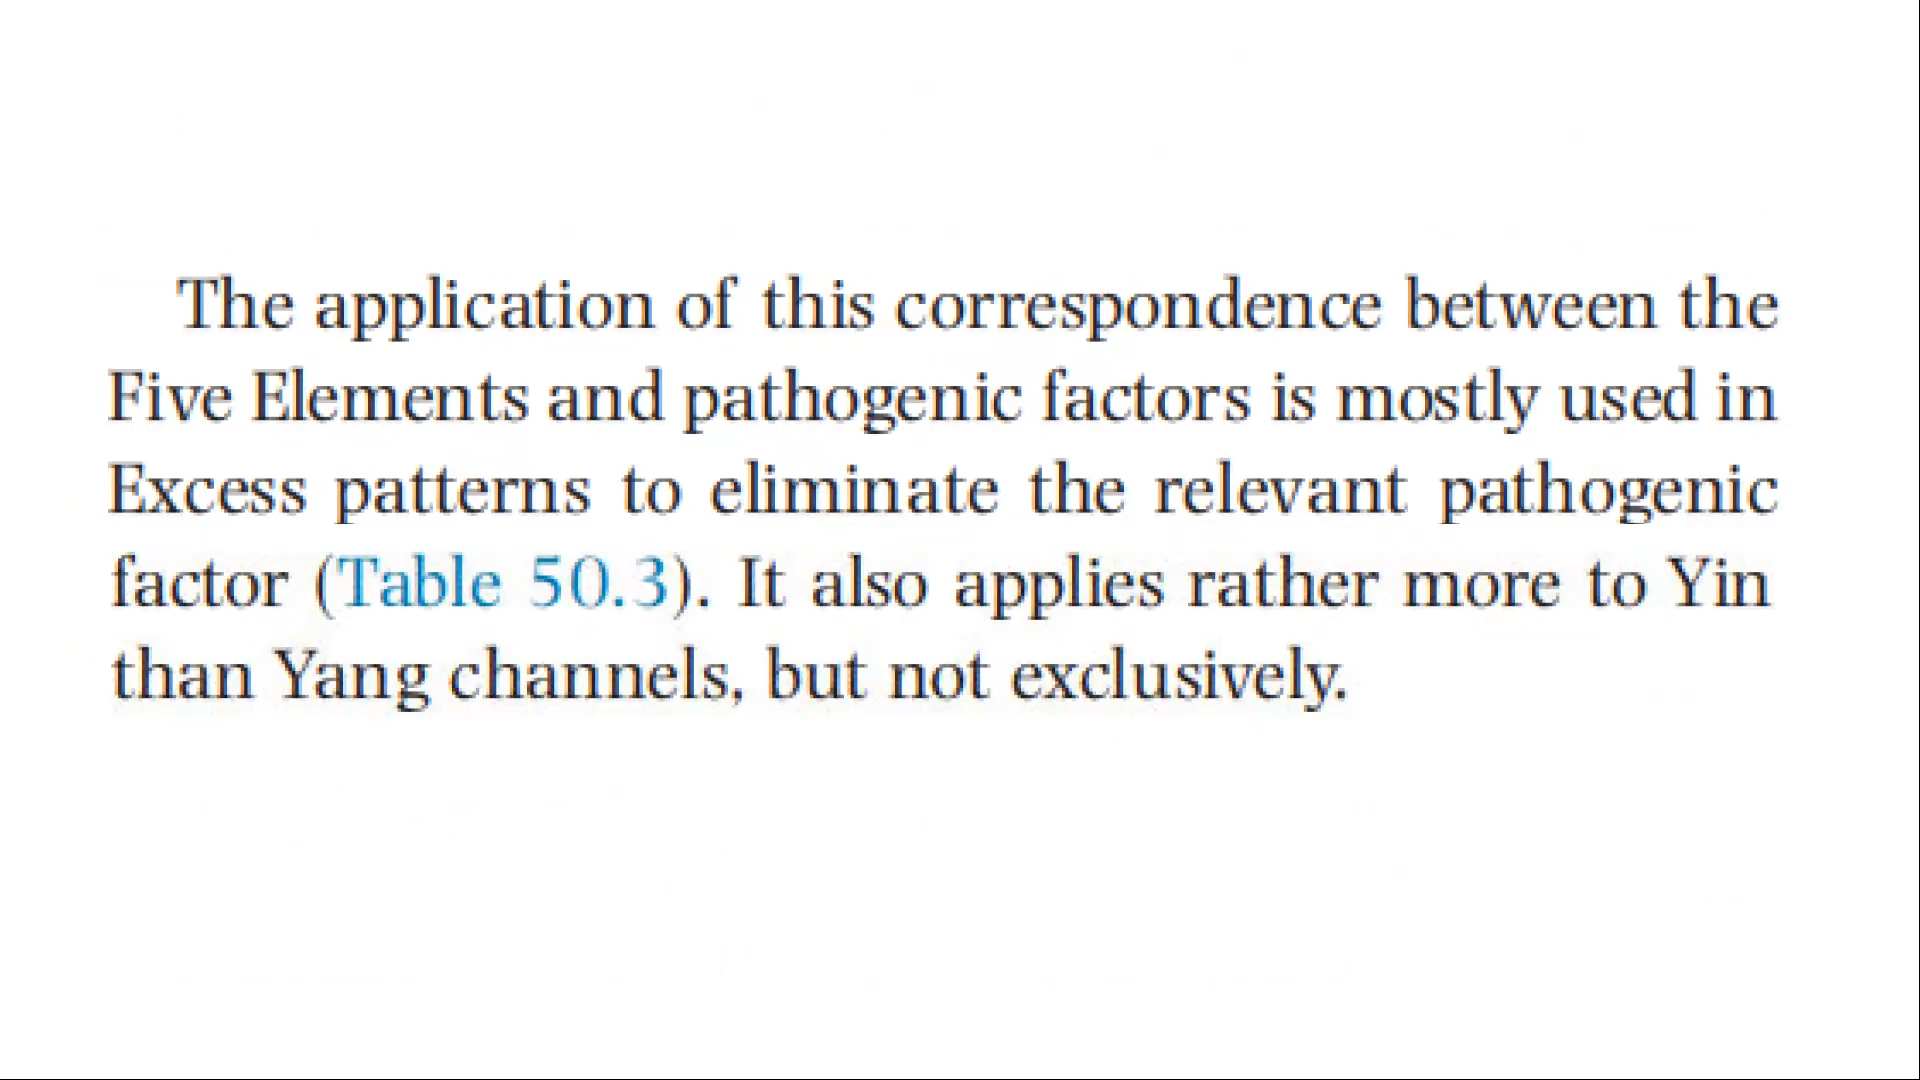 The application of this correspondence between the
Five Elements and pathogenic factors is mostly used in
Excess patterns to eliminate the relevant pathogenic
factor (Table 50.3). It also applies rather more to Yin
than Yang channels, but not exclusively.